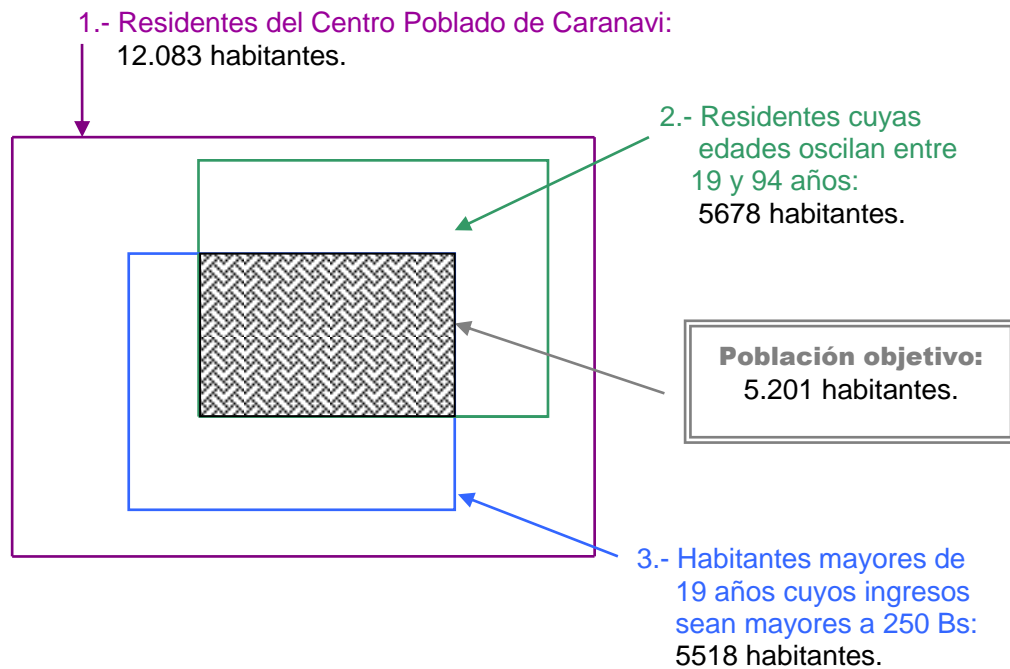 1.- Residentes del Centro Poblado de Caranavi:
12.083 habitantes.
2.- Residentes cuyas
edades oscilan entre
19 y 94 años:
5678 habitantes.
Población objetivo:
5.201 habitantes.
3.- Habitantes mayores de
19 años cuyos ingresos
sean mayores a 250 Bs:
5518 habitantes.